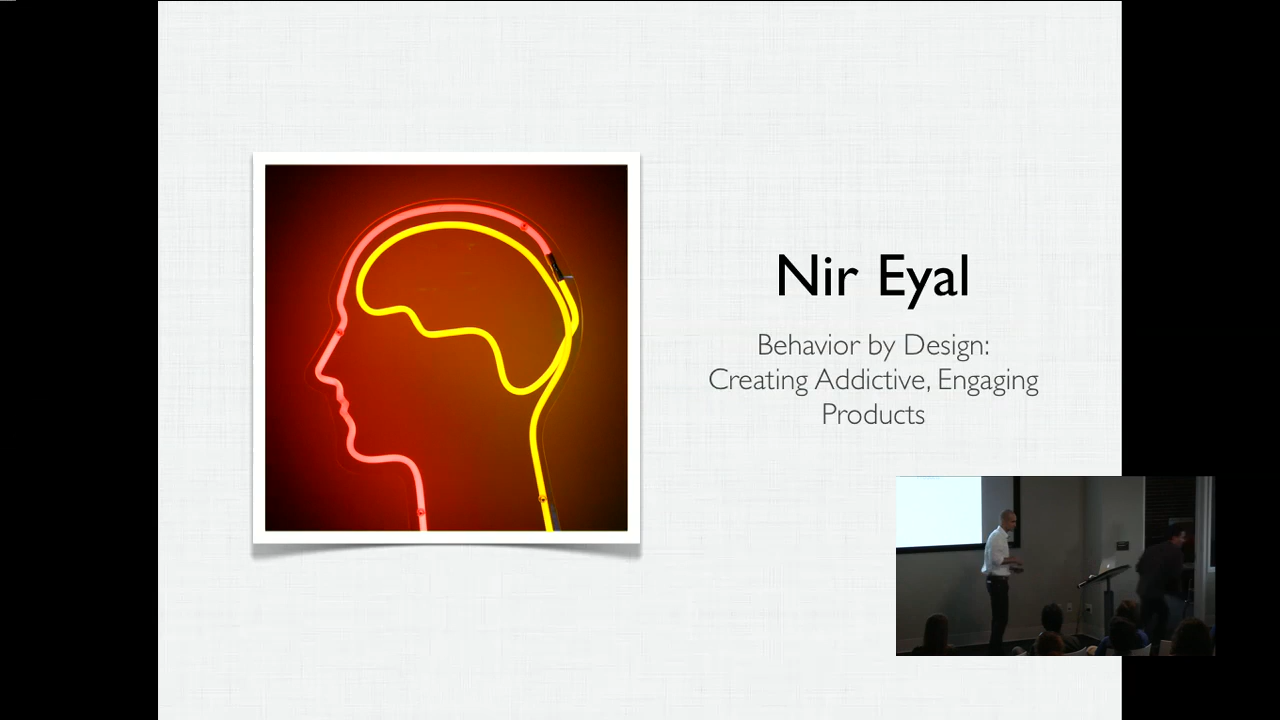 Nir Eyal
Behavior by Design:
Creating Addictive, Engaging
Products